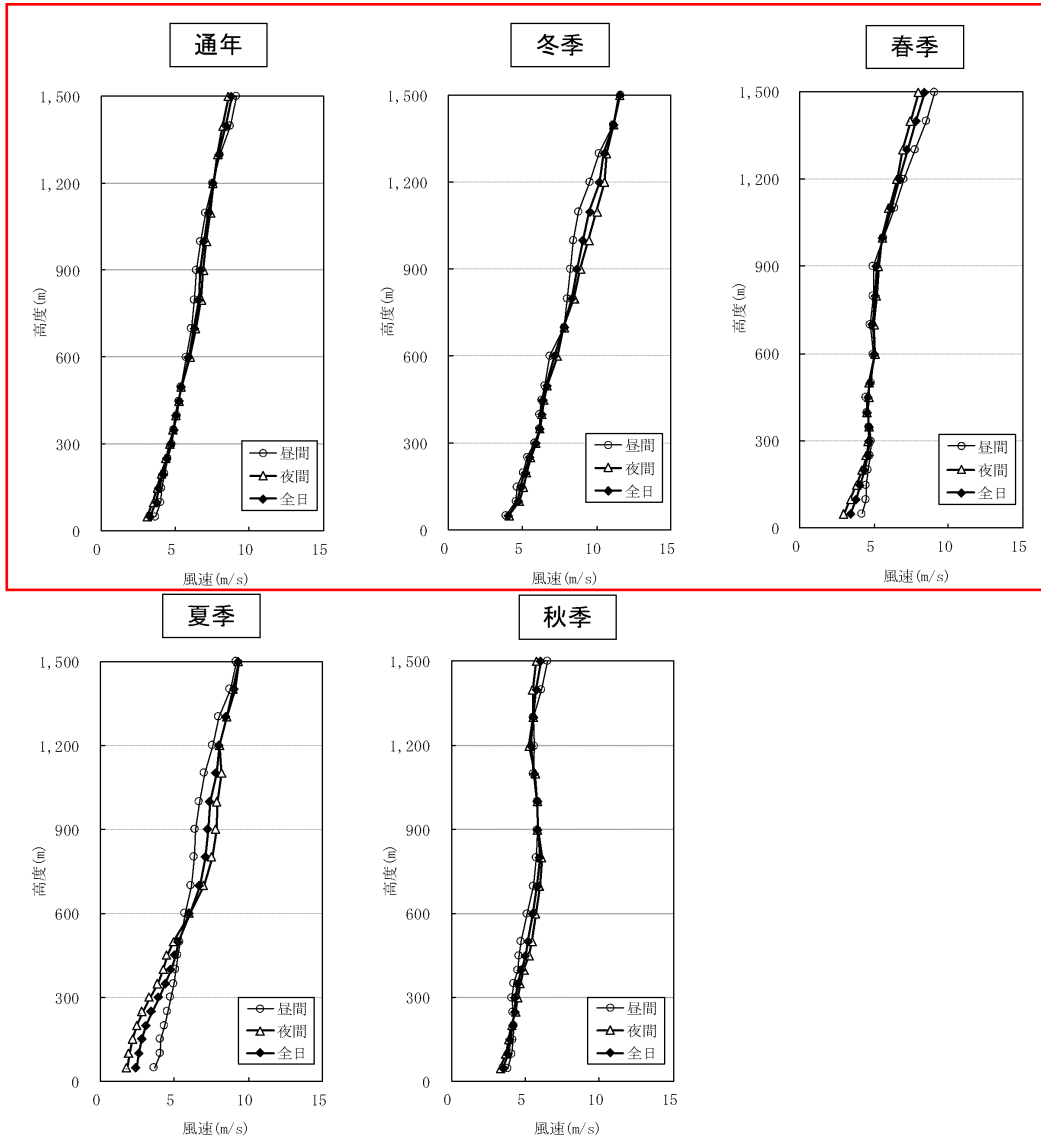 通年
1,500
1,200
900
600
300
0
高度(m)
0 5 10 15
風速(m/s)
昼間
夜間
全日
冬季
1,500
1,200
900
600
300
0
高度(m)
0 5 10 15
風速(m/s)
昼間
夜間
全日
春季
1,500
1,200
900
600
300
0
高度(m)
0 5 10 15
風速(m/s)
昼間
夜間
全日
夏季
1,500
1,200
900
600
300
0
高度(m)
0 5 10 15
風速(m/s)
昼間
夜間
全日
秋季
1,500
1,200
900
600
300
0
高度(m)
0 5 10 15
風速(m/s)
昼間
夜間
全日